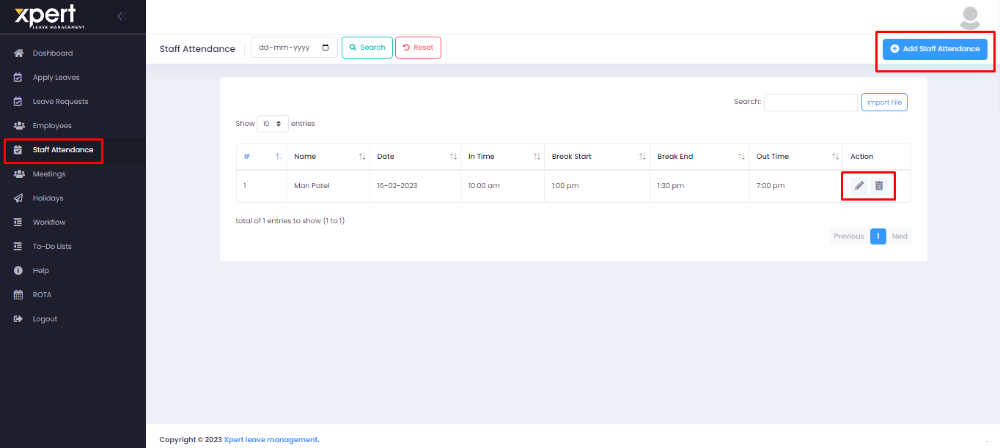 xpert
LEAVE MANAGEMENT
Dashboard
Apply Leaves
Leave Requests
Employees
Staff Attendance
Meetings
Holidays
Workflow
To-Do Lists
Help
ROTA
Logout
Staff Attendance dd-mm-yyyy Search Reset Add Staff Attendance
Search: Import File
Show 10 entries
# Name Date In Time Break Start Break End Out Time Action
1 Man Patel 16-02-2023 10:00 am 1:00 pm 1:30 pm 7:00 pm
total of 1 entries to show (1 to 1)
Previous 1 Next
Copyright © 2023 Xpert leave management.